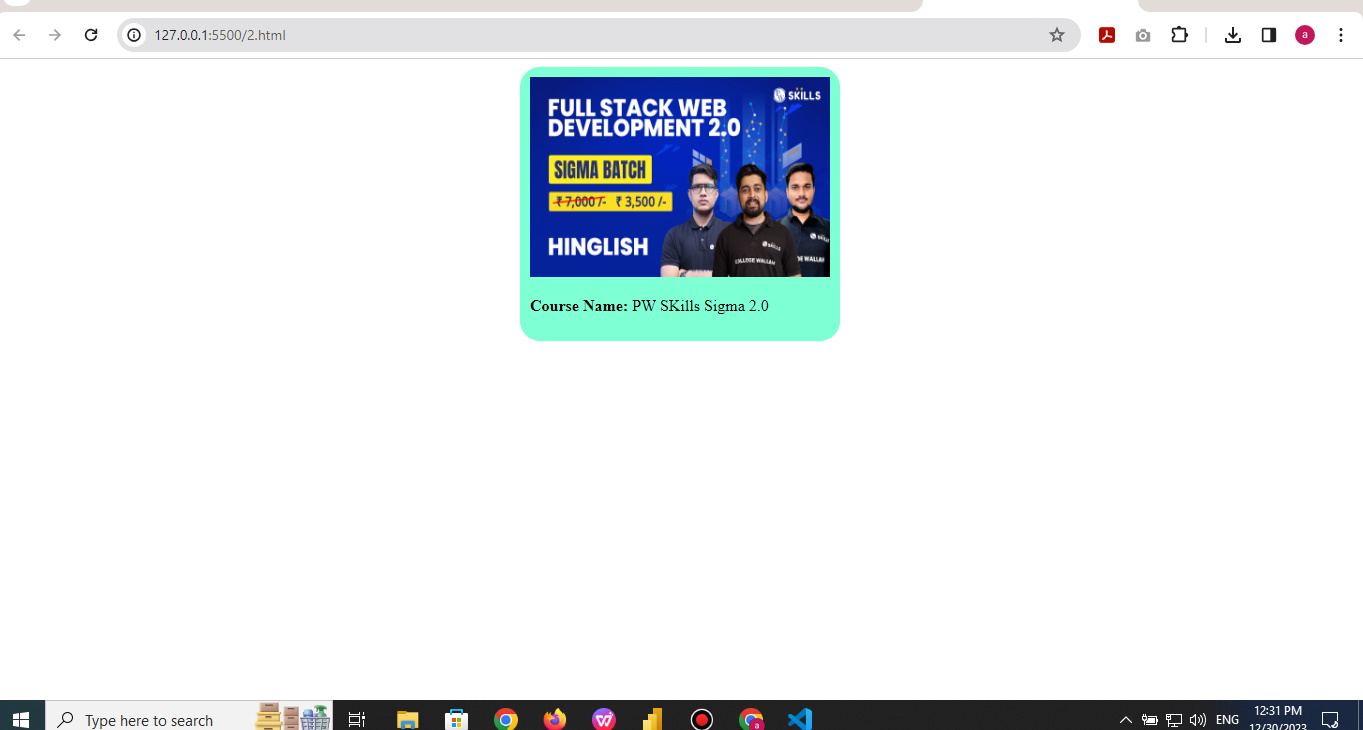 127.0.0.1:5500/2.html
a
SKILLS
FULL STACK WEB
DEVELOPMENT 2.0
SIGMA BATCH
₹ 7,000 /- ₹ 3,500 /-
HINGLISH
SKILLS
COLLEGE WALLAH
WALLAH
Course Name: PW SKills Sigma 2.0
Type here to search
a
ENG
12:31 PM
12/30/2023